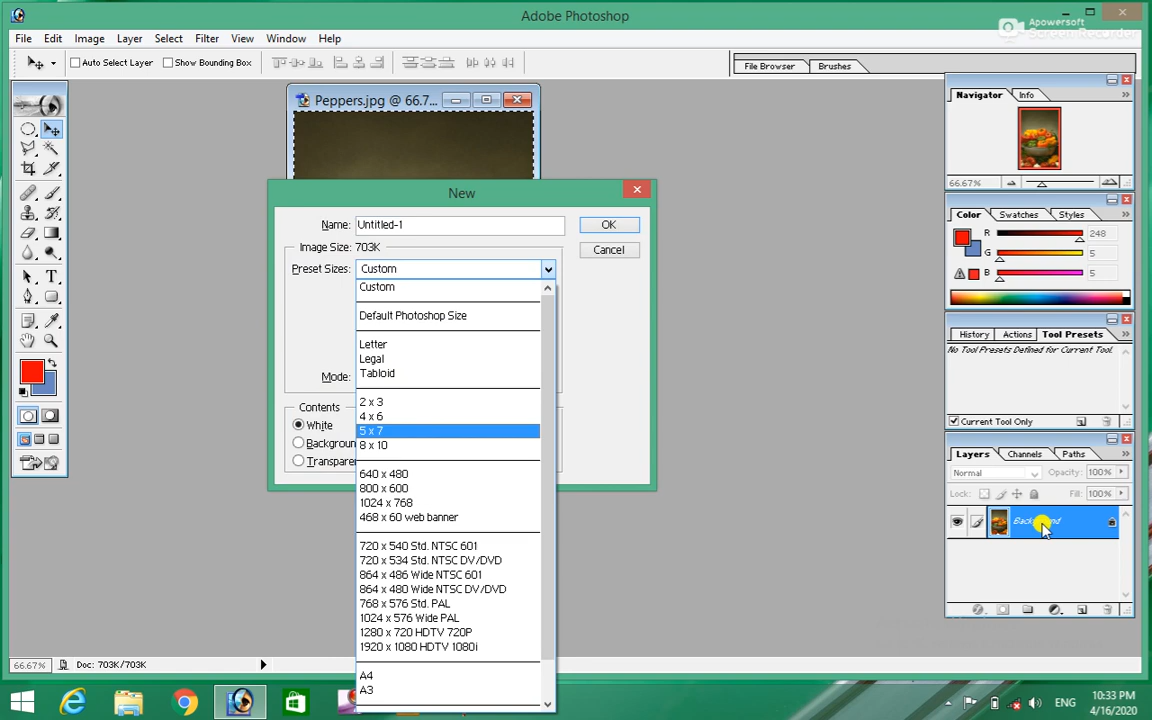 Adobe Photoshop
Apowersoft
Screen Recorder
File Edit Image Layer Select Filter View Window Help
Auto Select Layer Show Bounding Box
File Browser Brushes
Peppers.jpg @ 66.7...
Navigator Info
66.67%
Color Swatches Styles
R 248
G 5
B 5
History Actions Tool Presets
No Tool Presets Defined for Current Tool.
Current Tool Only
Layers Channels Paths
Normal Opacity: 100%
Lock: Fill: 100%
Background
New
Name: Untitled-1
OK
Image Size: 703K
Cancel
Preset Sizes: Custom
Custom
Default Photoshop Size
Letter
Legal
Tabloid
Mode:
2 x 3
4 x 6
5 x 7
8 x 10
Contents
White
Backgroun
Transpare
640 x 480
800 x 600
1024 x 768
468 x 60 web banner
720 x 540 Std. NTSC 601
720 x 534 Std. NTSC DV/DVD
864 x 486 Wide NTSC 601
864 x 480 Wide NTSC DV/DVD
768 x 576 Std. PAL
1024 x 576 Wide PAL
1280 x 720 HDTV 720P
1920 x 1080 HDTV 1080i
A4
A3
66.67% Doc: 703K/703K
ENG
10:33 PM
4/16/2020